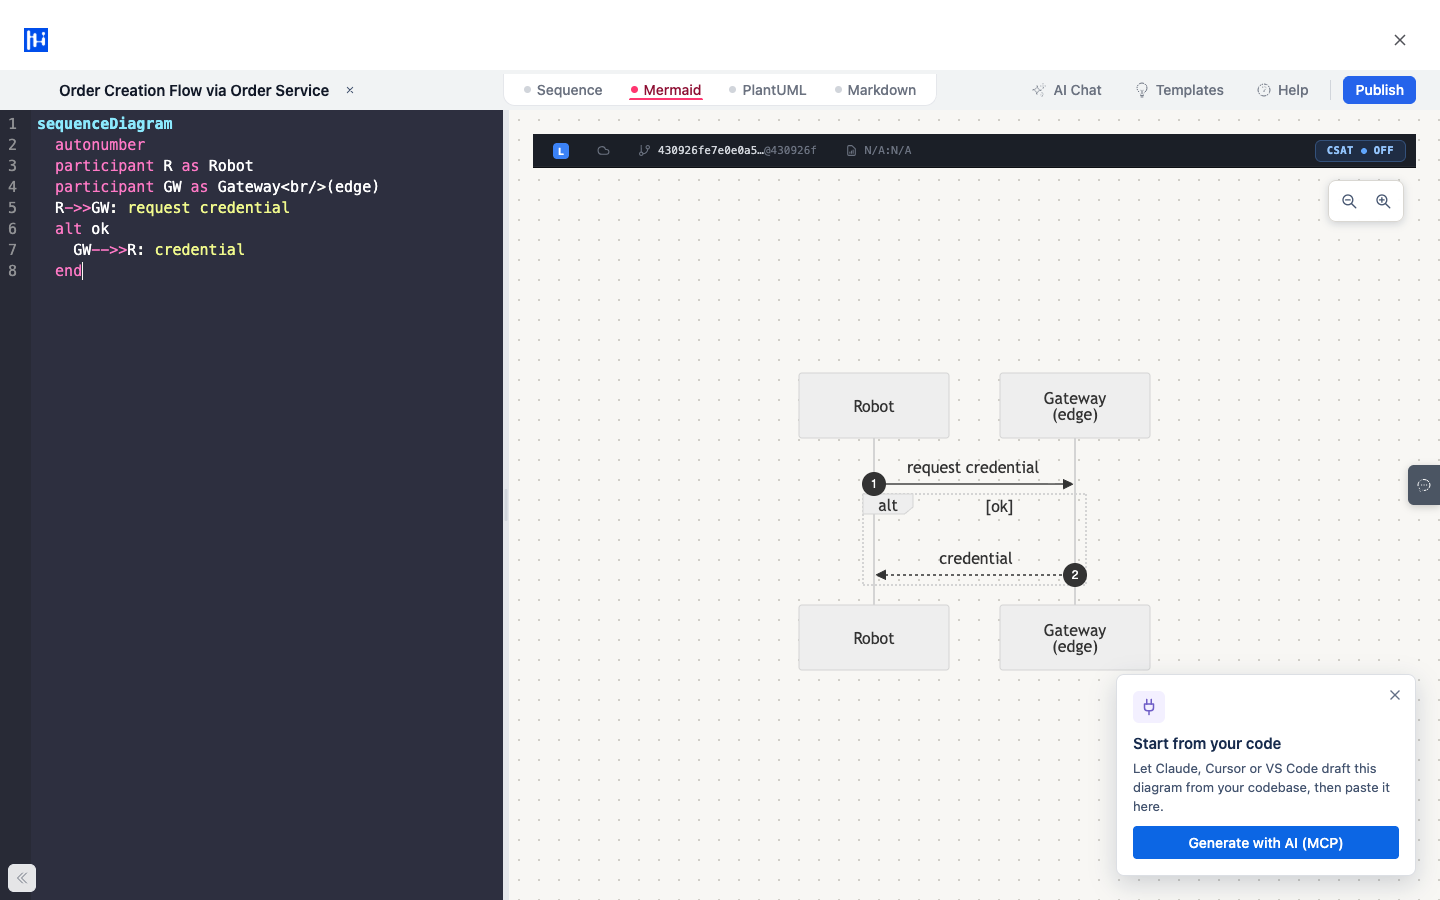 Order Creation Flow via Order Service ×
Sequence
Mermaid
PlantUML
Markdown
AI Chat
Templates
Help
Publish
1 sequenceDiagram
2 autonumber
3 participant R as Robot
4 participant GW as Gateway<br/>(edge)
5 R->>GW: request credential
6 alt ok
7 GW-->>R: credential
8 end
L
430926fe7e0e0a5…@430926f
N/A:N/A
CSAT ● OFF
Robot
Gateway
(edge)
request credential
1
alt
[ok]
credential
2
Robot
Gateway
(edge)
Start from your code
Let Claude, Cursor or VS Code draft this
diagram from your codebase, then paste it
here.
Generate with AI (MCP)